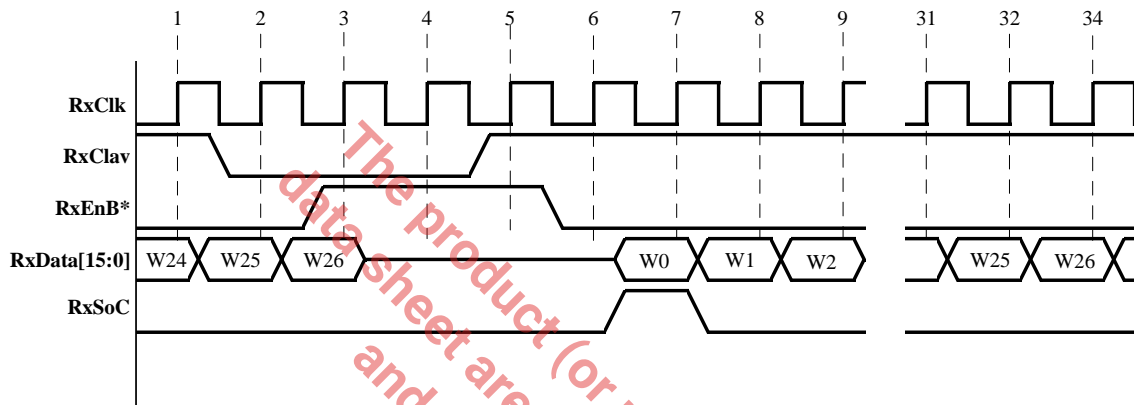 1 2 3 4 5 6 7 8 9 31 32 34
RxClk
RxClav
RxEnB*
RxData[15:0] W24 W25 W26 W0 W1 W2 W25 W26
RxSoC
The product (or
data sheet are
and